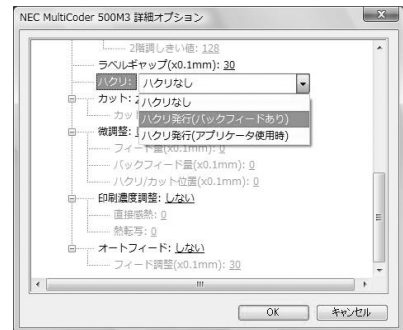 NEC MultiCoder 500M3 詳細オプション
2階調しきい値: 128
ラベルギャップ(x0.1mm): 30
ハクリ: ハクリなし
カット:
ハクリなし
カッ
ハクリ発行(バックフィードあり)
微調整:
ハクリ発行(アプリケータ使用時)
フィード量(x0.1mm): 0
バックフィード量(x0.1mm): 0
ハクリ/カット位置(x0.1mm): 0
印刷濃度調整: しない
直接感熱: 0
熱転写: 0
オートフィード: しない
フィード調整(x0.1mm): 30
OK キャンセル